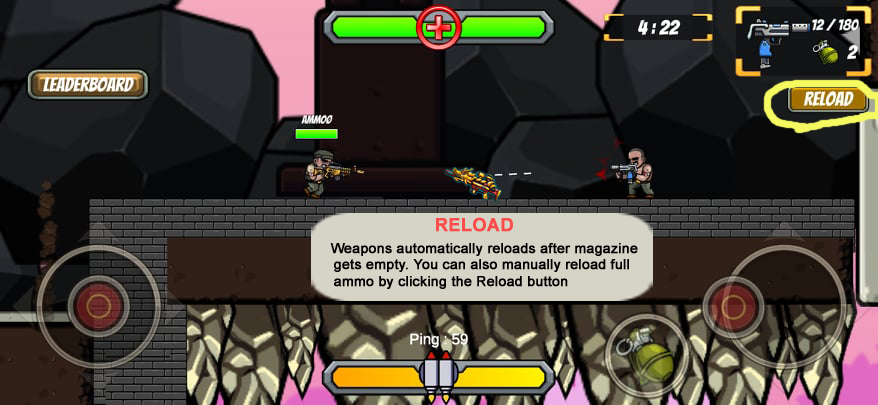 4:22
12 / 180
2
LEADERBOARD
RELOAD
AMMO0
RELOAD
Weapons automatically reloads after magazine
gets empty. You can also manually reload full
ammo by clicking the Reload button
Ping : 59